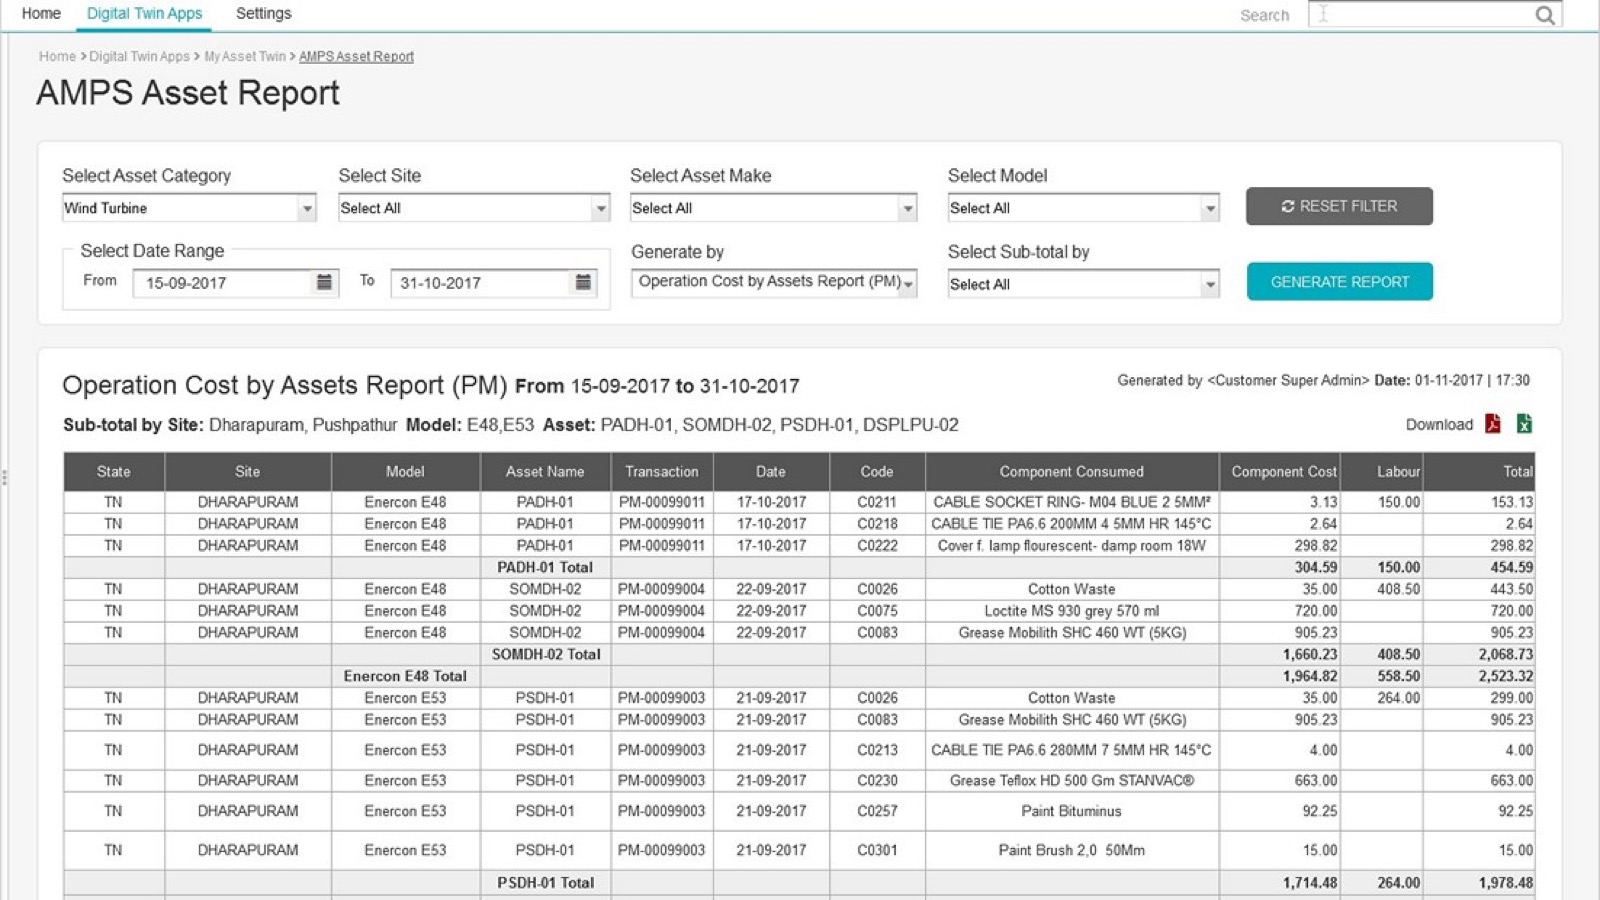 Home Digital Twin Apps Settings Search
Home > Digital Twin Apps > My Asset Twin > AMPS Asset Report
AMPS Asset Report
Select Asset Category Select Site Select Asset Make Select Model
Wind Turbine Select All Select All Select All RESET FILTER
Select Date Range Generate by Select Sub-total by
From 15-09-2017 To 31-10-2017 Operation Cost by Assets Report (PM) Select All GENERATE REPORT
Operation Cost by Assets Report (PM) From 15-09-2017 to 31-10-2017 Generated by <Customer Super Admin> Date: 01-11-2017 | 17:30
Sub-total by Site: Dharapuram, Pushpathur Model: E48,E53 Asset: PADH-01, SOMDH-02, PSDH-01, DSPLPU-02 Download
State Site Model Asset Name Transaction Date Code Component Consumed Component Cost Labour Total
TN DHARAPURAM Enercon E48 PADH-01 PM-00099011 17-10-2017 C0211 CABLE SOCKET RING- M04 BLUE 2 5MM² 3.13 150.00 153.13
TN DHARAPURAM Enercon E48 PADH-01 PM-00099011 17-10-2017 C0218 CABLE TIE PA6.6 200MM 4 5MM HR 145°C 2.64 2.64
TN DHARAPURAM Enercon E48 PADH-01 PM-00099011 17-10-2017 C0222 Cover f. lamp flourescent- damp room 18W 298.82 298.82
PADH-01 Total 304.59 150.00 454.59
TN DHARAPURAM Enercon E48 SOMDH-02 PM-00099004 22-09-2017 C0026 Cotton Waste 35.00 408.50 443.50
TN DHARAPURAM Enercon E48 SOMDH-02 PM-00099004 22-09-2017 C0075 Loctite MS 930 grey 570 ml 720.00 720.00
TN DHARAPURAM Enercon E48 SOMDH-02 PM-00099004 22-09-2017 C0083 Grease Mobilith SHC 460 WT (5KG) 905.23 905.23
SOMDH-02 Total 1,660.23 408.50 2,068.73
Enercon E48 Total 1,964.82 558.50 2,523.32
TN DHARAPURAM Enercon E53 PSDH-01 PM-00099003 21-09-2017 C0026 Cotton Waste 35.00 264.00 299.00
TN DHARAPURAM Enercon E53 PSDH-01 PM-00099003 21-09-2017 C0083 Grease Mobilith SHC 460 WT (5KG) 905.23 905.23
TN DHARAPURAM Enercon E53 PSDH-01 PM-00099003 21-09-2017 C0213 CABLE TIE PA6.6 280MM 7 5MM HR 145°C 4.00 4.00
TN DHARAPURAM Enercon E53 PSDH-01 PM-00099003 21-09-2017 C0230 Grease Teflox HD 500 Gm STANVAC® 663.00 663.00
TN DHARAPURAM Enercon E53 PSDH-01 PM-00099003 21-09-2017 C0257 Paint Bituminus 92.25 92.25
TN DHARAPURAM Enercon E53 PSDH-01 PM-00099003 21-09-2017 C0301 Paint Brush 2,0 50Mm 15.00 15.00
PSDH-01 Total 1,714.48 264.00 1,978.48